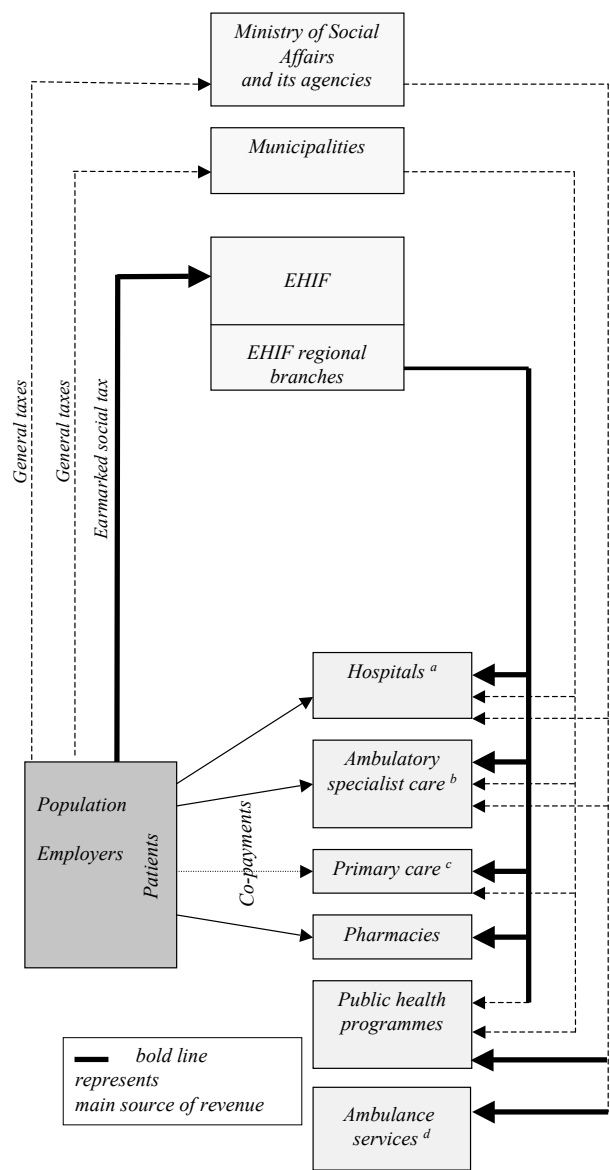 Ministry of Social
Affairs
and its agencies
Municipalities
EHIF
EHIF regional
branches
General taxes
General taxes
Earmarked social tax
Hospitals a
Ambulatory
specialist care b
Primary care c
Pharmacies
Public health
programmes
Ambulance
services d
Population
Employers
Patients
Co-payments
bold line
represents
main source of revenue